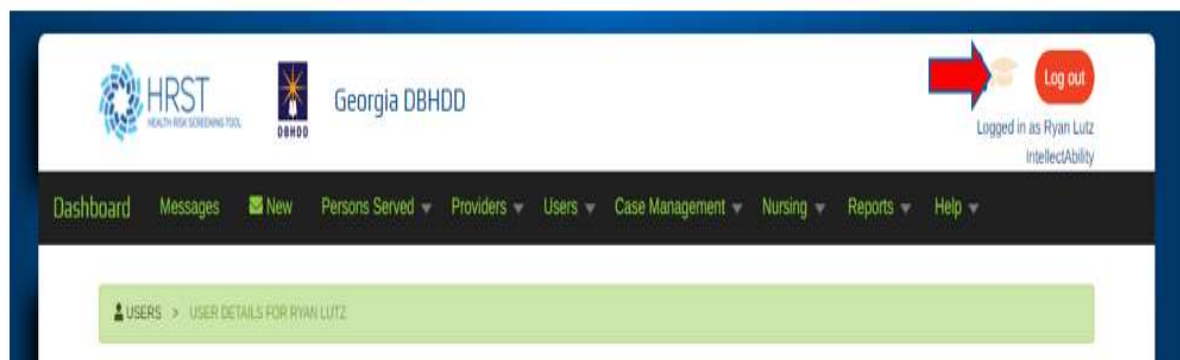 HRST
HEALTH RISK SCREENING TOOL
DBHDD
Georgia DBHDD
Log out
Logged in as Ryan Lutz
IntellectAbility
Dashboard Messages New Persons Served Providers Users Case Management Nursing Reports Help
USERS > USER DETAILS FOR RYAN LUTZ